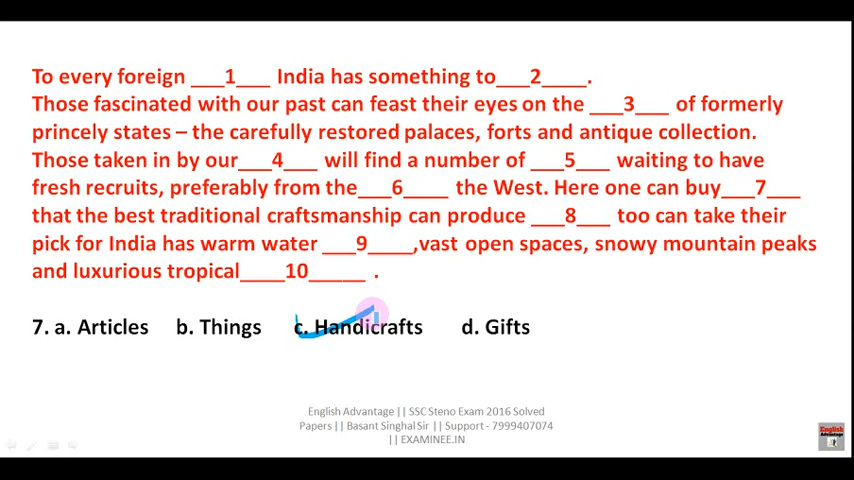 To every foreign ___1___ India has something to___2____.
Those fascinated with our past can feast their eyes on the ___3___ of formerly
princely states – the carefully restored palaces, forts and antique collection.
Those taken in by our___4___ will find a number of ___5___ waiting to have
fresh recruits, preferably from the___6____ the West. Here one can buy___7___
that the best traditional craftsmanship can produce ___8___ too can take their
pick for India has warm water ___9____,vast open spaces, snowy mountain peaks
and luxurious tropical____10_____ .
7. a. Articles b. Things c. Handicrafts d. Gifts
English Advantage || SSC Steno Exam 2016 Solved
Papers || Basant Singhal Sir || Support - 7999407074
|| EXAMINEE.IN
English
Advantage